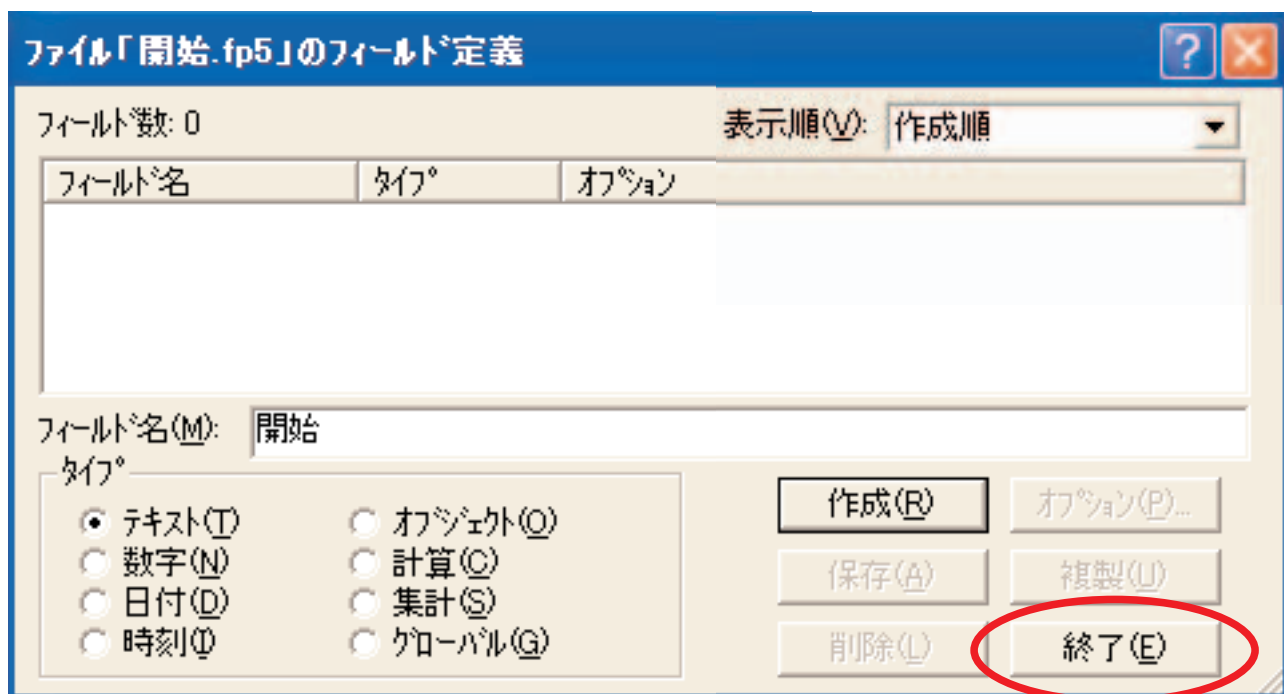 ファイル「開始.fp5」のフィールド定義
フィールド数: 0 表示順(V): 作成順
フィールド名 タイプ オプション
フィールド名(M): 開始
タイプ
テキスト(T) オブジェクト(O) 作成(R) オプション(P)...
数字(N) 計算(C) 保存(A) 複製(U)
日付(D) 集計(S)
時刻(I) グローバル(G) 削除(L) 終了(E)